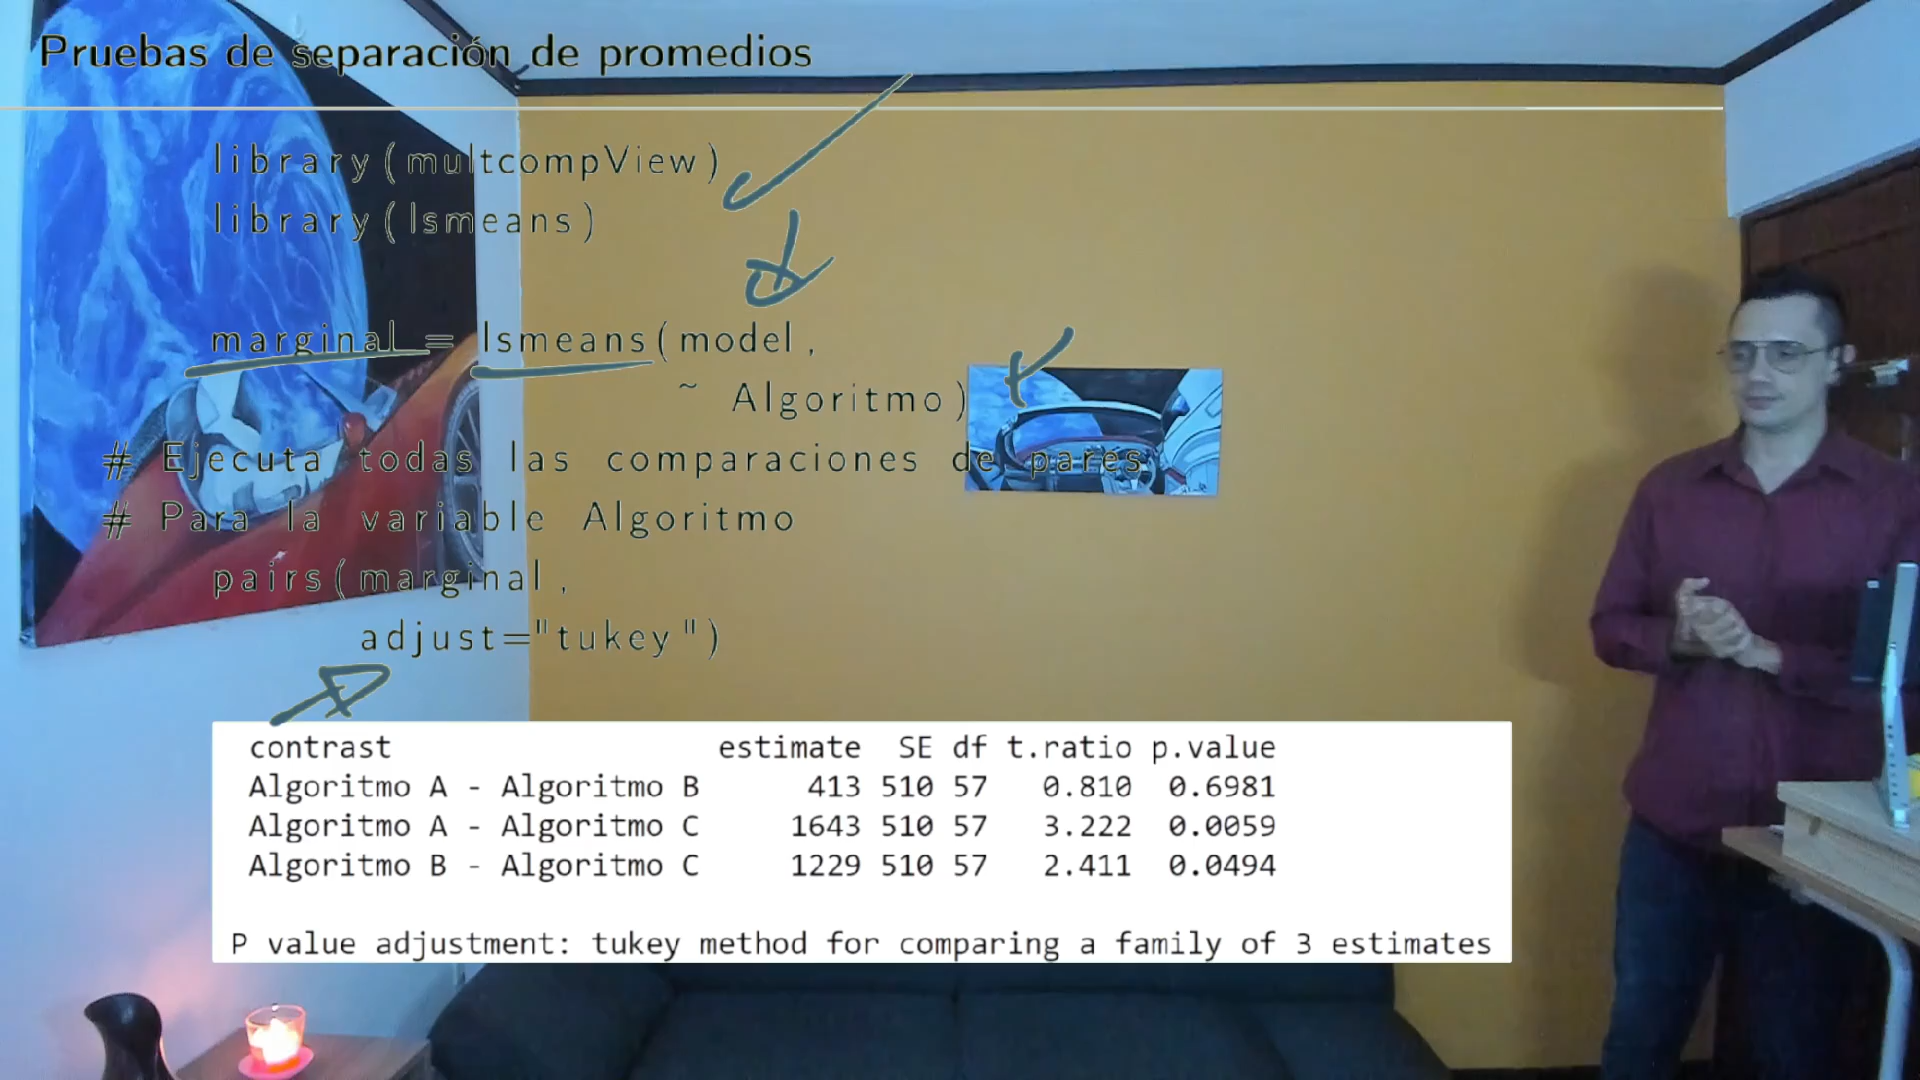 Pruebas de separación de promedios
library(multcompView)
library(lsmeans)
marginal = lsmeans(model,
~ Algoritmo)
# Ejecuta todas las comparaciones de pares
# Para la variable Algoritmo
pairs(marginal,
adjust="tukey")
contrast estimate SE df t.ratio p.value
Algoritmo A - Algoritmo B 413 510 57 0.810 0.6981
Algoritmo A - Algoritmo C 1643 510 57 3.222 0.0059
Algoritmo B - Algoritmo C 1229 510 57 2.411 0.0494
P value adjustment: tukey method for comparing a family of 3 estimates